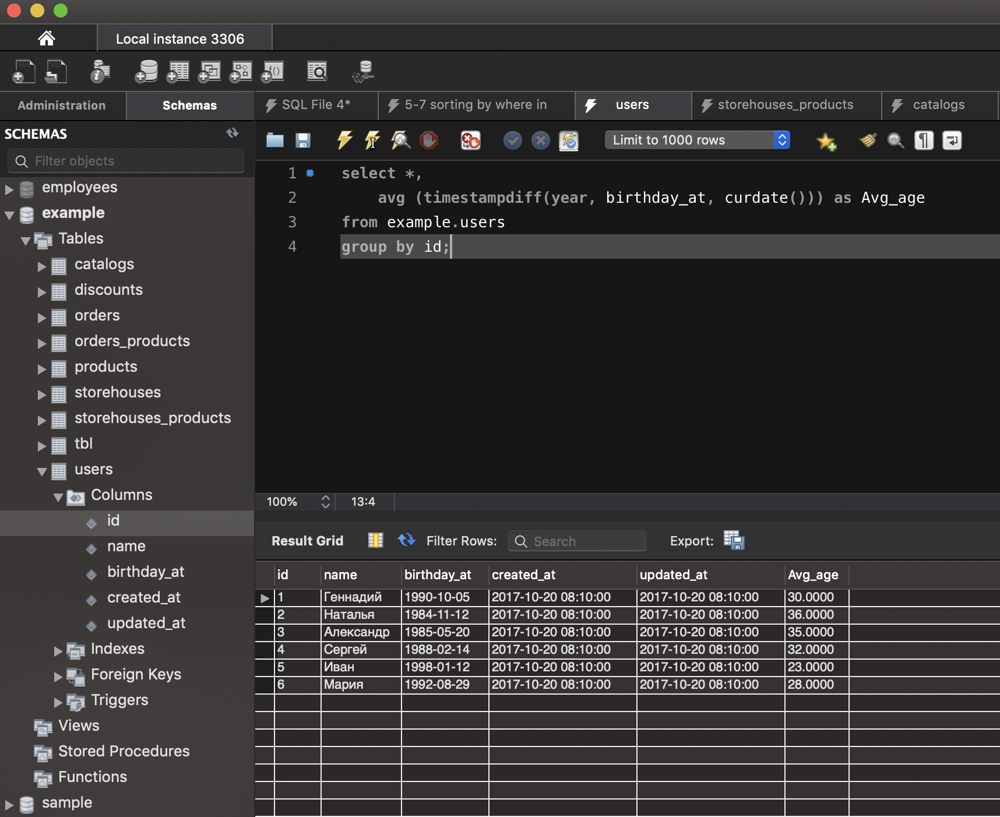 Local instance 3306
Administration
Schemas
SQL File 4*
5-7 sorting by where in
users
storehouses_products
catalogs
SCHEMAS
Filter objects
employees
example
Tables
catalogs
discounts
orders
orders_products
products
storehouses
storehouses_products
tbl
users
Columns
id
name
birthday_at
created_at
updated_at
Indexes
Foreign Keys
Triggers
Views
Stored Procedures
Functions
sample
Limit to 1000 rows
1 select *,
2 avg (timestampdiff(year, birthday_at, curdate())) as Avg_age
3 from example.users
4 group by id;
100% 13:4
Result Grid Filter Rows: Search Export:
id name birthday_at created_at updated_at Avg_age
1 Геннадий 1990-10-05 2017-10-20 08:10:00 2017-10-20 08:10:00 30.0000
2 Наталья 1984-11-12 2017-10-20 08:10:00 2017-10-20 08:10:00 36.0000
3 Александр 1985-05-20 2017-10-20 08:10:00 2017-10-20 08:10:00 35.0000
4 Сергей 1988-02-14 2017-10-20 08:10:00 2017-10-20 08:10:00 32.0000
5 Иван 1998-01-12 2017-10-20 08:10:00 2017-10-20 08:10:00 23.0000
6 Мария 1992-08-29 2017-10-20 08:10:00 2017-10-20 08:10:00 28.0000